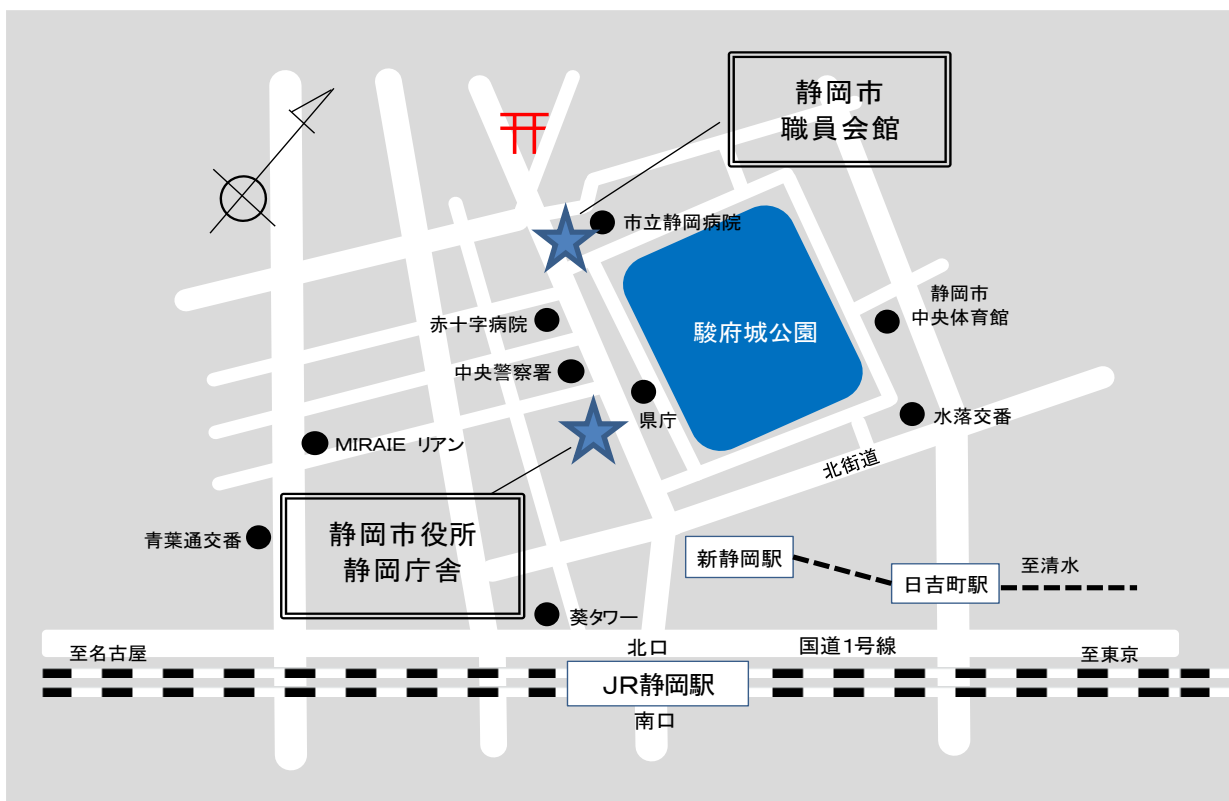 静岡市
職員会館
市立静岡病院
静岡市
中央体育館
赤十字病院
駿府城公園
中央警察署
県庁
水落交番
MIRAIE リアン
北街道
静岡市役所
静岡庁舎
青葉通交番
新静岡駅
日吉町駅
至清水
葵タワー
北口
国道1号線
至名古屋
至東京
JR静岡駅
南口